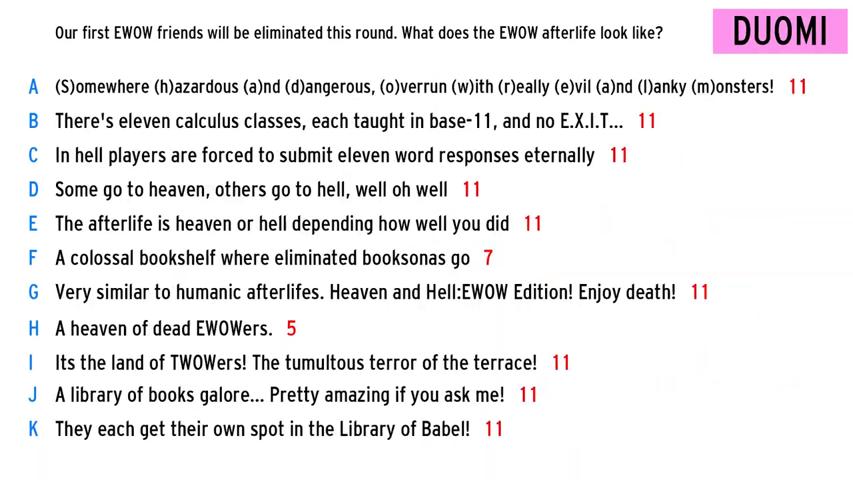 Our first EWOW friends will be eliminated this round. What does the EWOW afterlife look like?
DUOMI
A (S)omewhere (h)azardous (a)nd (d)angerous, (o)verrun (w)ith (r)eally (e)vil (a)nd (l)anky (m)onsters! 11
B There's eleven calculus classes, each taught in base-11, and no E.X.I.T... 11
C In hell players are forced to submit eleven word responses eternally 11
D Some go to heaven, others go to hell, well oh well 11
E The afterlife is heaven or hell depending how well you did 11
F A colossal bookshelf where eliminated booksonas go 7
G Very similar to humanic afterlifes. Heaven and Hell:EWOW Edition! Enjoy death! 11
H A heaven of dead EWOWers. 5
I Its the land of TWOWers! The tumultous terror of the terrace! 11
J A library of books galore... Pretty amazing if you ask me! 11
K They each get their own spot in the Library of Babel! 11